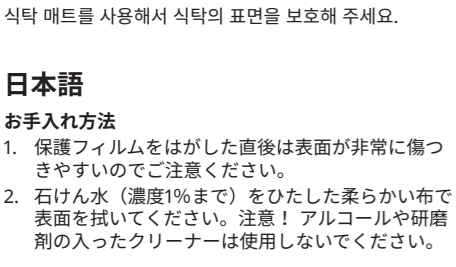 식탁 매트를 사용해서 식탁의 표면을 보호해 주세요.
日本語
お手入れ方法
1. 保護フィルムをはがした直後は表面が非常に傷つ
きやすいのでご注意ください。
2. 石けん水（濃度1%まで）をひたした柔らかい布で
表面を拭いてください。注意！ アルコールや研磨
剤の入ったクリーナーは使用しないでください。